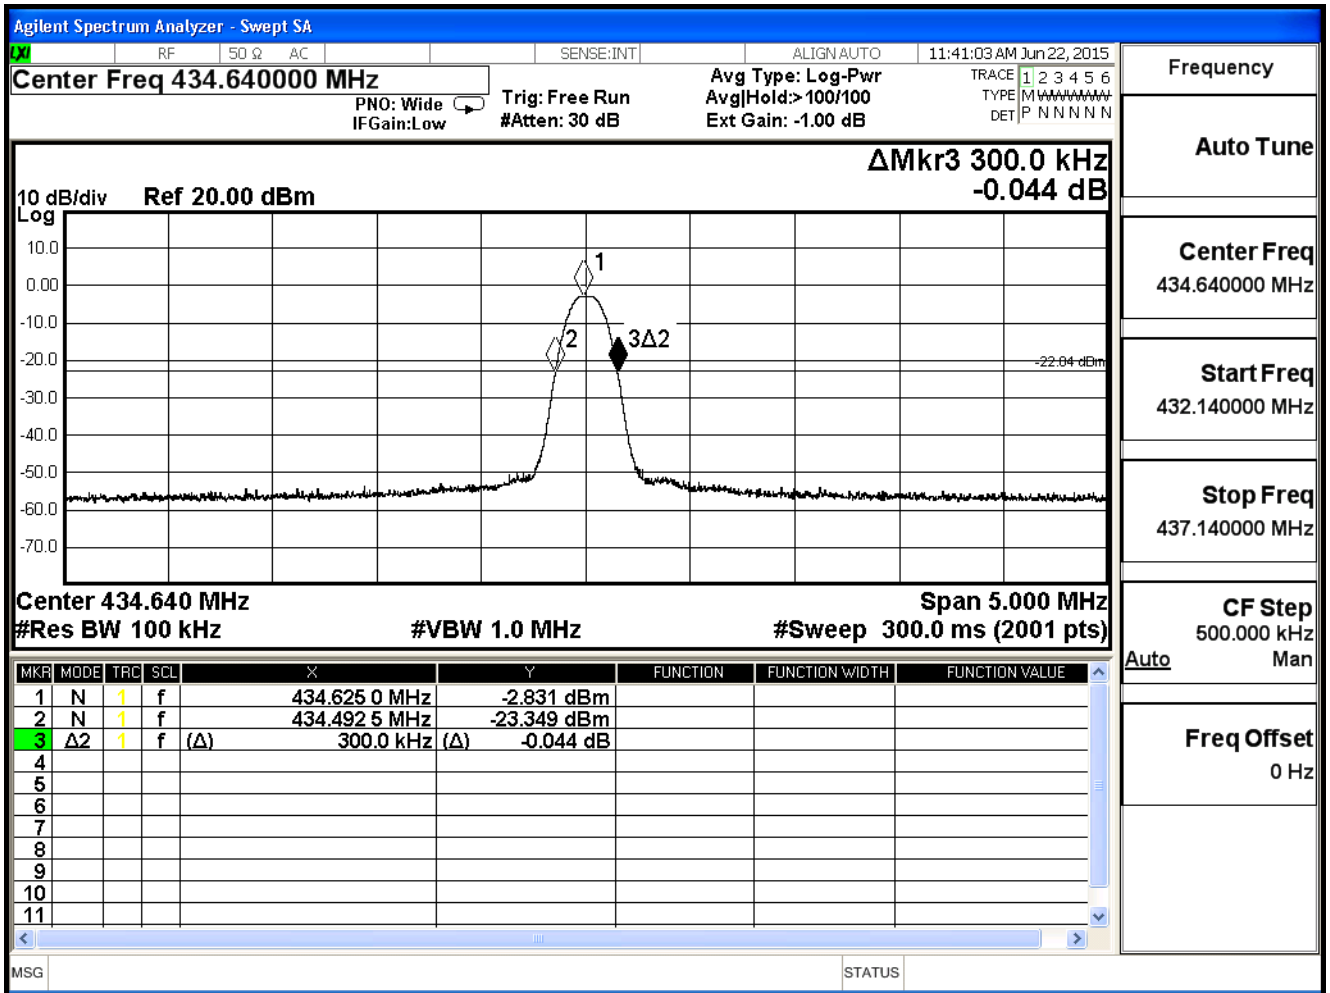 Agilent Spectrum Analyzer - Swept SA
LXI RF 50 Ω AC SENSE:INT ALIGN AUTO 11:41:03 AM Jun 22, 2015
Center Freq 434.640000 MHz
PNO: Wide
IFGain:Low
Trig: Free Run
#Atten: 30 dB
Avg Type: Log-Pwr
Avg|Hold:> 100/100
Ext Gain: -1.00 dB
TRACE 1 2 3 4 5 6
TYPE M WWWWW
DET P N N N N N
ΔMkr3 300.0 kHz
-0.044 dB
10 dB/div Ref 20.00 dBm
Log
10.0
0.00
-10.0
-20.0
-30.0
-40.0
-50.0
-60.0
-70.0
1
2
3Δ2
-22.84 dBm
Center 434.640 MHz Span 5.000 MHz
#Res BW 100 kHz #VBW 1.0 MHz #Sweep 300.0 ms (2001 pts)
MKR MODE TRC SCL X Y FUNCTION FUNCTION WIDTH FUNCTION VALUE
1 N 1 f 434.625 0 MHz -2.831 dBm
2 N 1 f 434.492 5 MHz -23.349 dBm
3 Δ2 1 f (Δ) 300.0 kHz (Δ) -0.044 dB
4
5
6
7
8
9
10
11
MSG STATUS
Frequency
Auto Tune
Center Freq
434.640000 MHz
Start Freq
432.140000 MHz
Stop Freq
437.140000 MHz
CF Step
500.000 kHz
Auto Man
Freq Offset
0 Hz